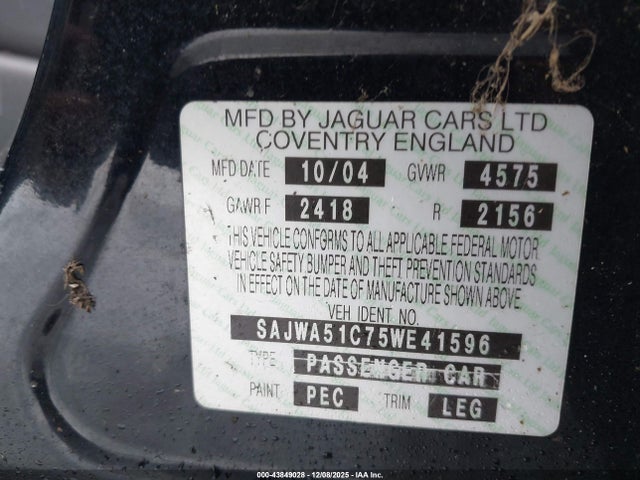 MFD BY JAGUAR CARS LTD
COVENTRY ENGLAND
MFD DATE 10/04 GVWR 4575
GAWR F 2418 R 2156
THIS VEHICLE CONFORMS TO ALL APPLICABLE FEDERAL MOTOR
VEHICLE SAFETY BUMPER AND THEFT PREVENTION STANDARDS
IN EFFECT ON THE DATE OF MANUFACTURE SHOWN ABOVE.
VEH IDENT NO.
SAJWA51C75WE41596
TYPE PASSENGER CAR
PAINT PEC TRIM LEG
000-43849028 - 12/08/2025 - IAA Inc.